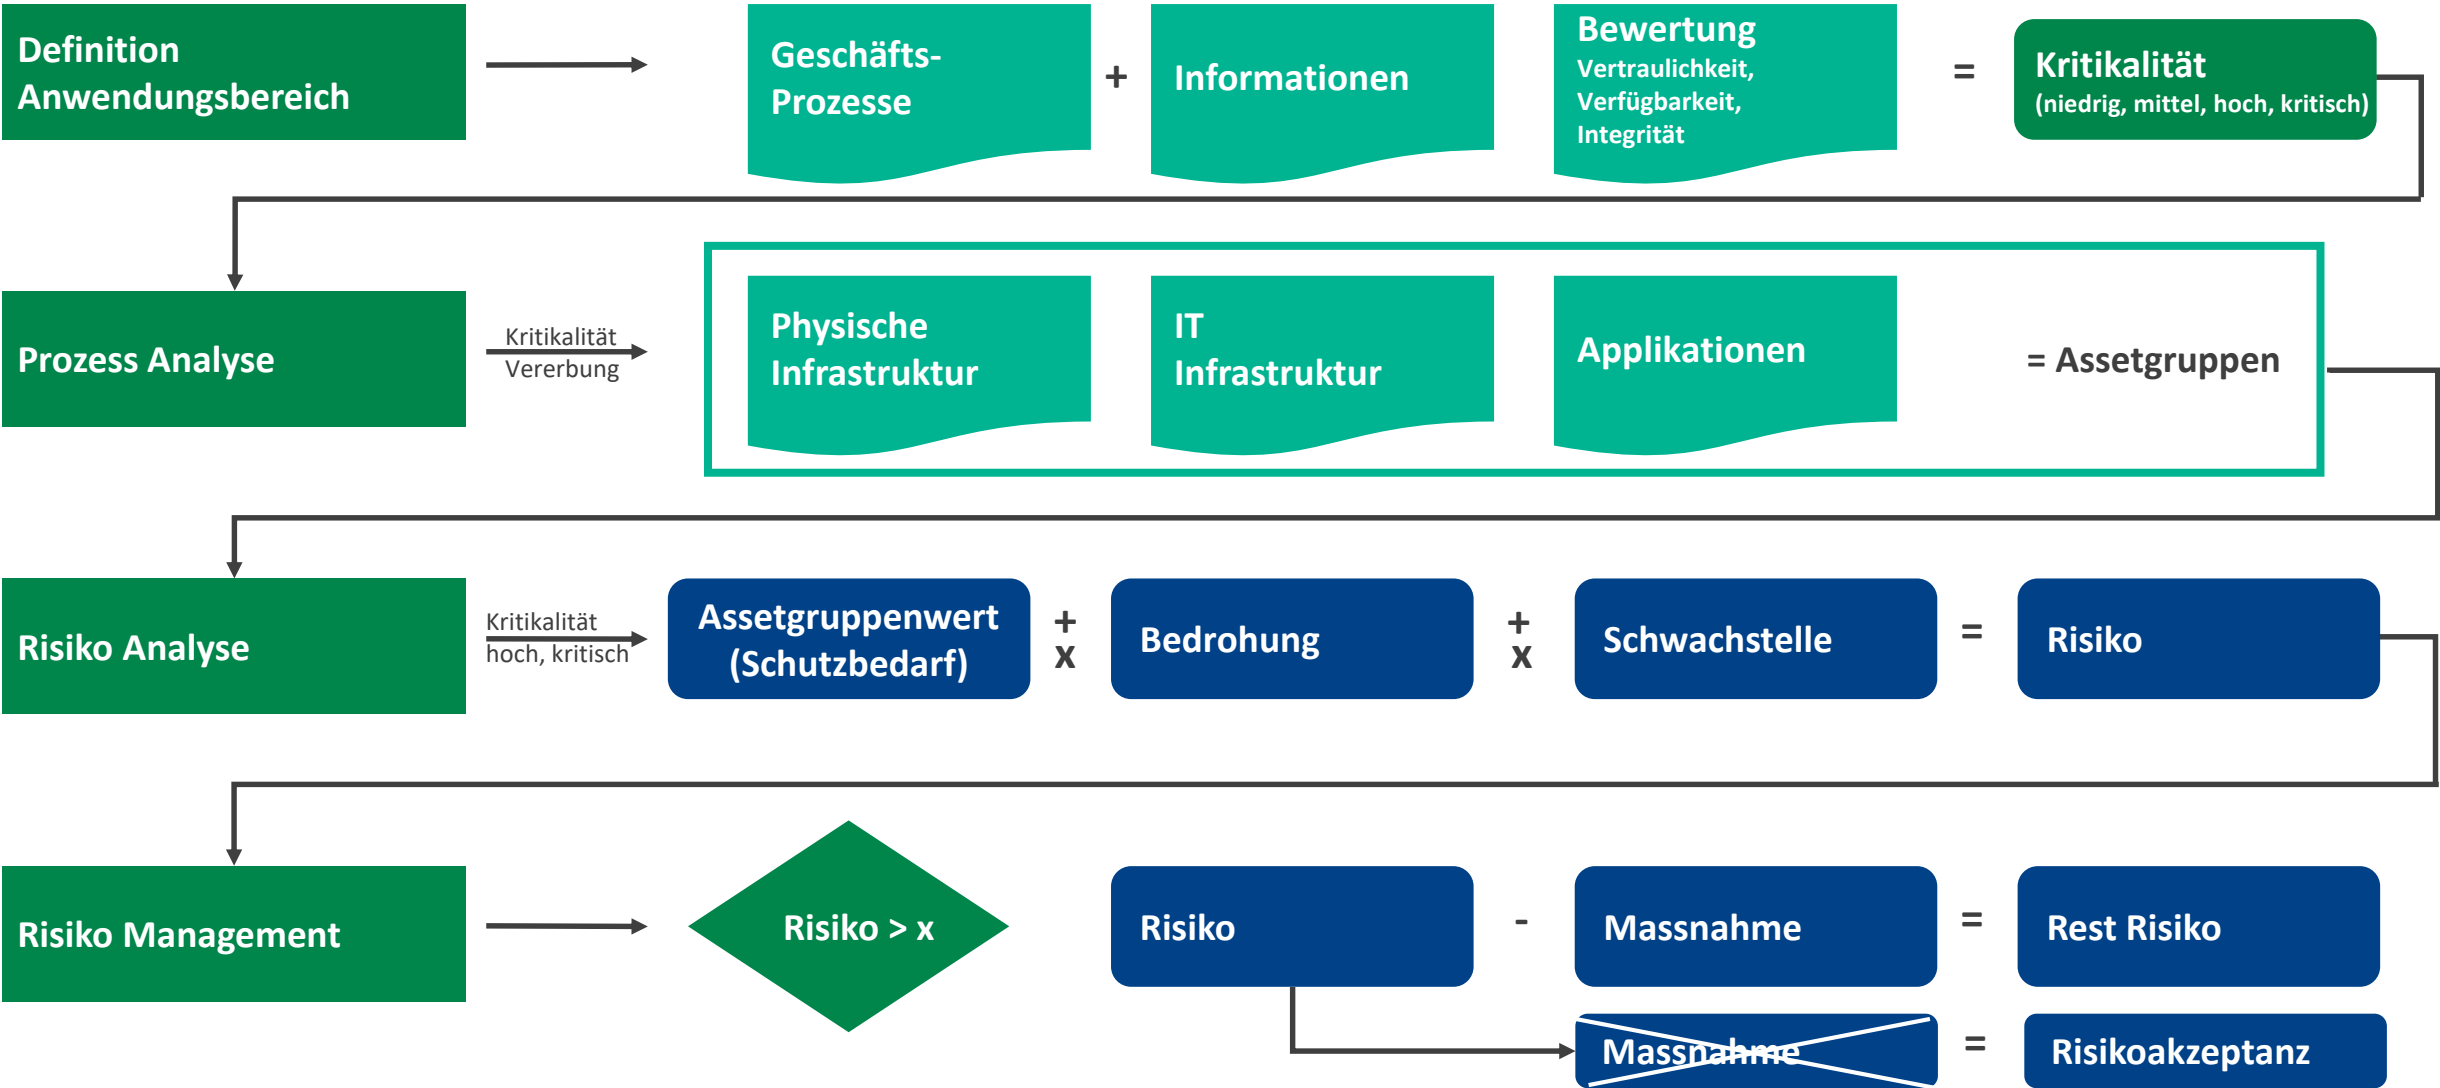 Definition
Anwendungsbereich
Geschäfts-
Prozesse
+
Informationen
Bewertung
Vertraulichkeit,
Verfügbarkeit,
Integrität
=
Kritikalität
(niedrig, mittel, hoch, kritisch)
Prozess Analyse
Kritikalität
Vererbung
Physische
Infrastruktur
IT
Infrastruktur
Applikationen
= Assetgruppen
Risiko Analyse
Kritikalität
hoch, kritisch
Assetgruppenwert
(Schutzbedarf)
+
x
Bedrohung
+
x
Schwachstelle
=
Risiko
Risiko Management
Risiko > x
Risiko
-
Massnahme
=
Rest Risiko
Massnahme
=
Risikoakzeptanz